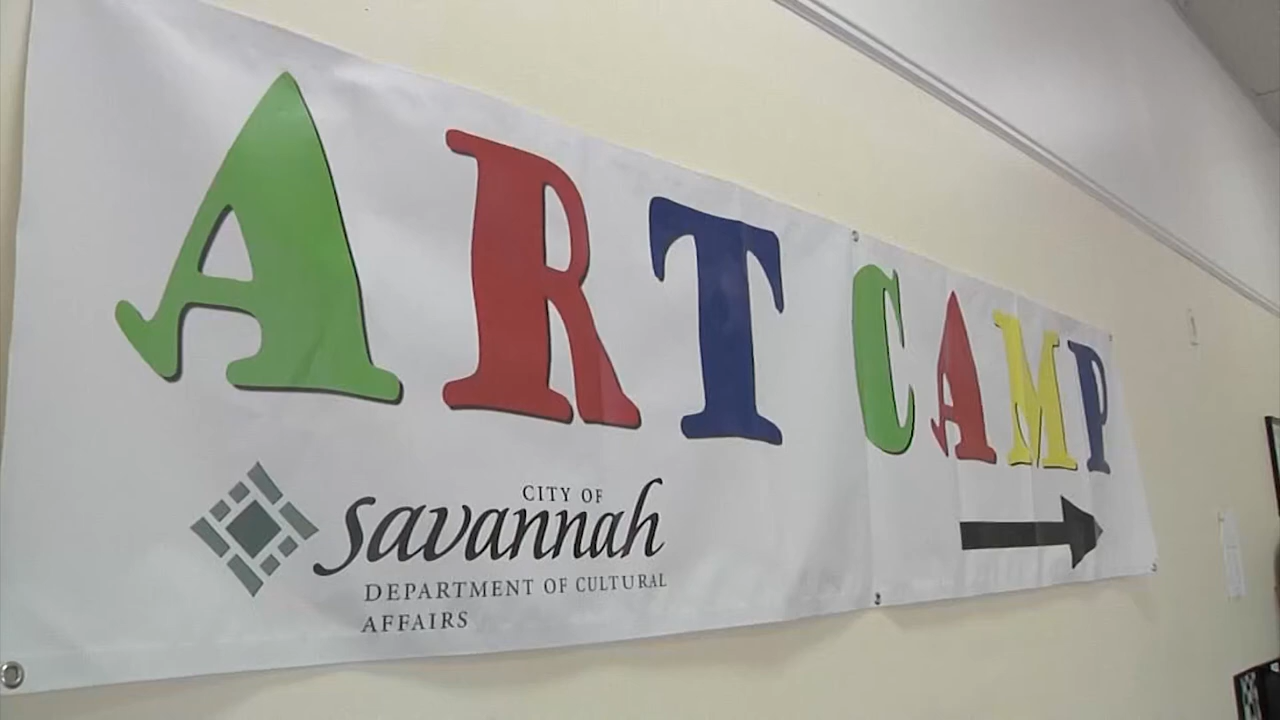 ART CAMP
CITY OF
savannah
DEPARTMENT OF CULTURAL
AFFAIRS